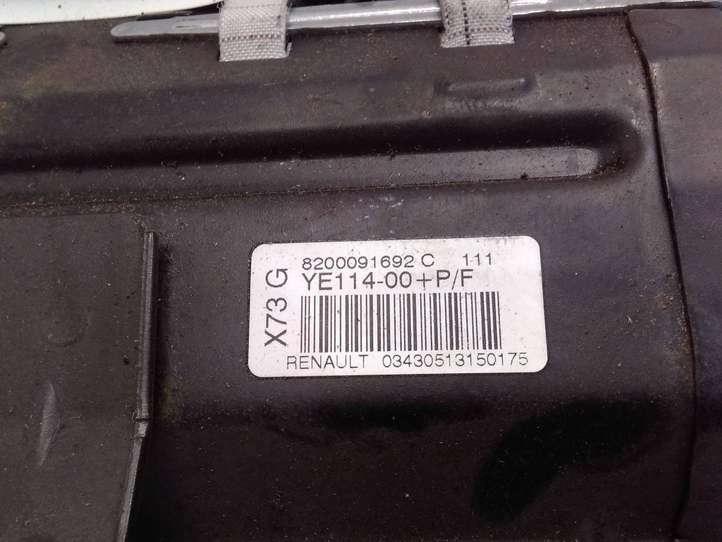 X73 G
8200091692 C 111
YE114-00+P/F
RENAULT 03430513150175